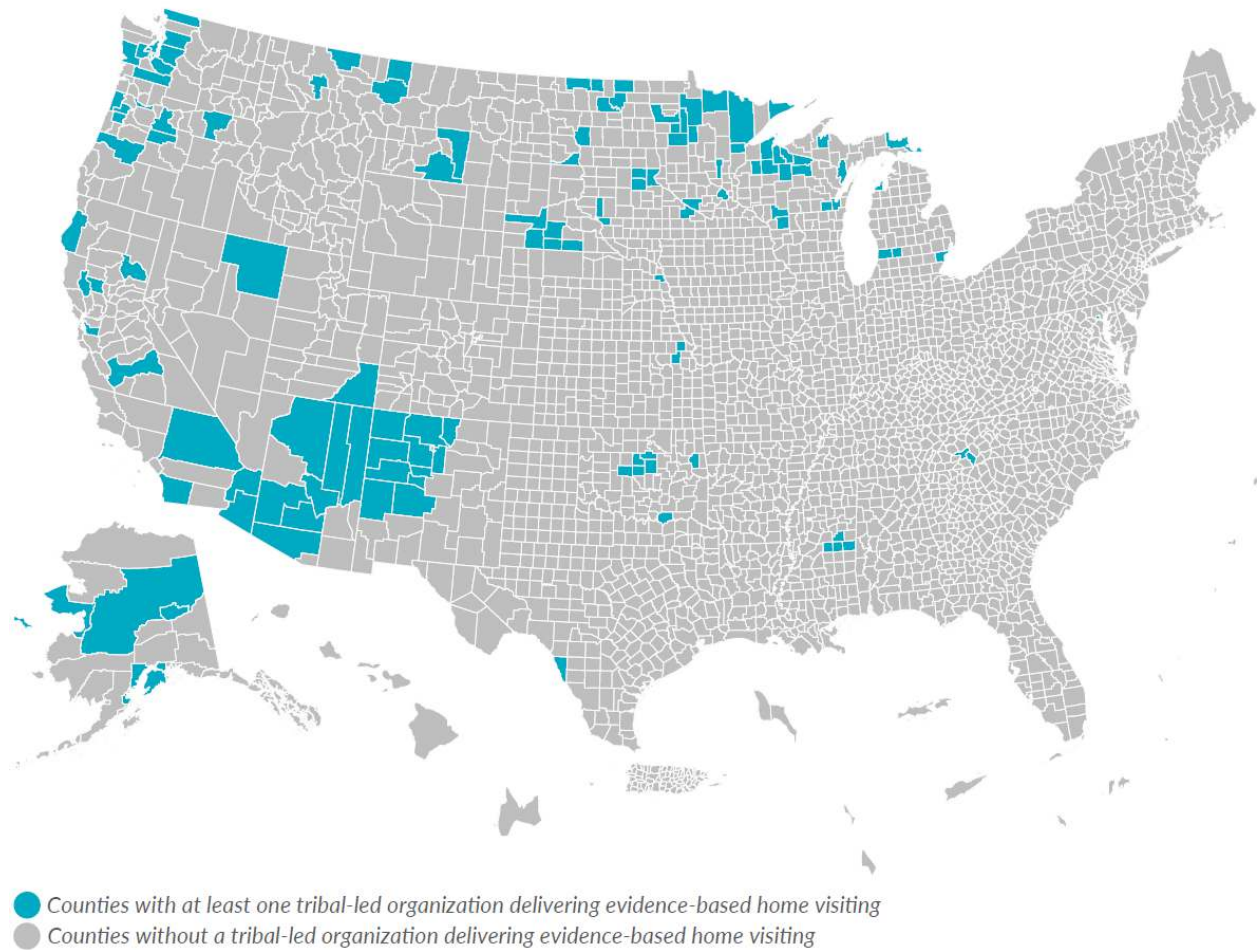 Counties with at least one tribal-led organization delivering evidence-based home visiting
Counties without a tribal-led organization delivering evidence-based home visiting